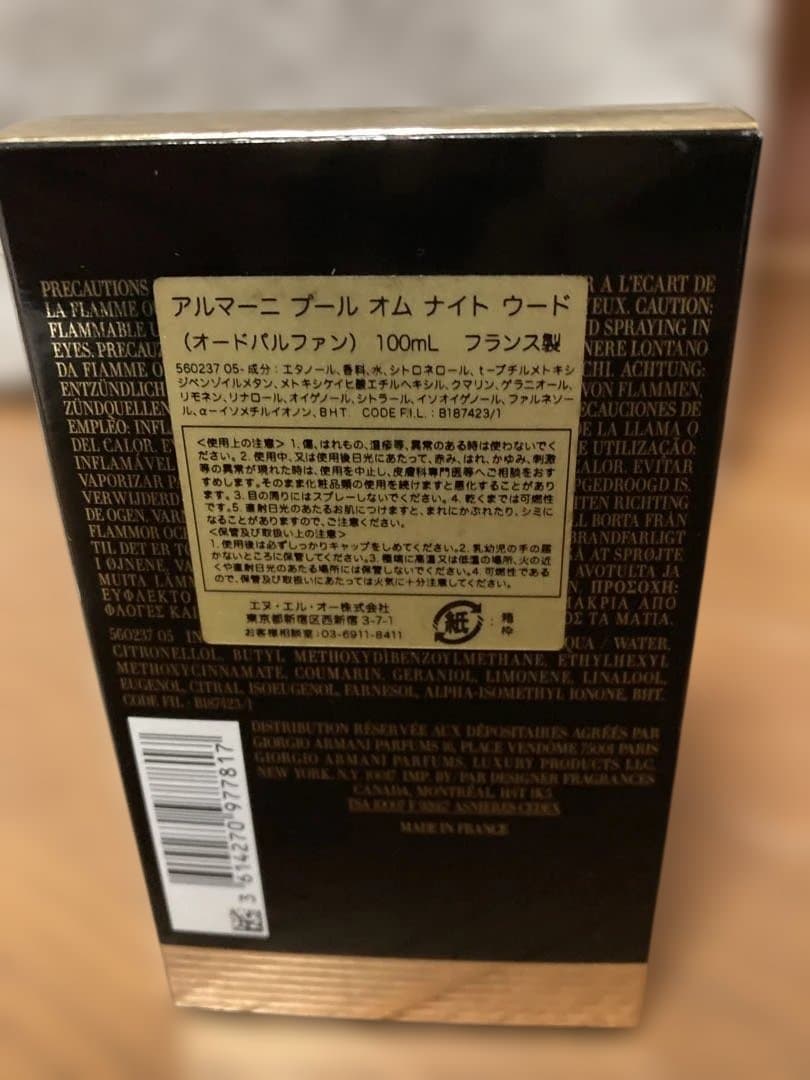 PRECAUTIONS
LA FLAMME O
FLAMMABLE U
EYES. PRECAU
DA FIAMME O
ENTZÜNDLICH
ZÜNDQUELLEN
EMPLEO: INFL
DEL CALOR. E
INFLAMÁVEL
VAPORIZAR P
VERWIJDERD
DE OGEN. VAR
FLAMMOR OC
TIL DET ER TO
I ØJNENE. VA
MUITA LÄMM
ΕΥΦΛΕΚΤΟ
ΦΛΟΓΕΣ ΚΑΙ
R A L'ECART DE
YEUX. CAUTION:
D SPRAYING IN
NERE LONTANO
CHI. ACHTUNG:
VON FLAMMEN,
ECAUCIONES DE
DE LA LLAMA O
E UTILIZAÇÃO:
ALOR. EVITAR
PGEDROOGD IS.
TEN RICHTING
LL BORTA FRÅN
BRANDFARLIGT
Å AT SPRØJTE
AVOTULTA JA
. ΠΡΟΣΟΧΗ:
ΜΑΚΡΙΑ ΑΠΟ
ΟΣ ΤΑ ΜΑΤΙΑ.
アルマーニ プール オム ナイト ウード
(オードパルファン) 100mL フランス製
560237 05-成分:エタノール、香料、水、シトロネロール、t-ブチルメトキシ
ジベンゾイルメタン、メトキシケイヒ酸エチルヘキシル、クマリン、ゲラニオール、
リモネン、リナロール、オイゲノール、シトラール、イソオイゲノール、ファルネソー
ル、α-イソメチルイオノン、BHT CODE F.I.L.:B187423/1
<使用上の注意> 1. 傷、はれもの、湿疹等、異常のある時は使わないでく
ださい。2. 使用中、又は使用後日光にあたって、赤み、はれ、かゆみ、刺激
等の異常が現れた時は、使用を中止し、皮膚科専門医等へご相談をおす
すめします。そのまま化粧品類の使用を続けますと悪化することがあり
ます。3. 目の周りにはスプレーしないでください。4. 乾くまでは可燃性
です。5. 直射日光のあたるお肌につけますと、まれにかぶれたり、シミに
なることがありますので、ご注意ください。
<保管及び取扱い上の注意>
1. 使用後は必ずしっかりキャップをしめてください。2. 乳幼児の手の届
かないところに保管してください。3. 極端に高温又は低温の場所、火の近
くや直射日光のあたる場所には保管しないでください。4. 可燃性である
ので、保管及び取扱いにあたっては火気に十分注意してください。
エヌ・エル・オー株式会社
東京都新宿区西新宿 3-7-1
お客様相談室:03-6911-8411
紙 : 箱
枠
560237 05 IN
QUA / WATER,
CITRONELLOL, BUTYL METHOXYDIBENZOYLMETHANE, ETHYLHEXYL
METHOXYCINNAMATE, COUMARIN, GERANIOL, LIMONENE, LINALOOL,
EUGENOL, CITRAL, ISOEUGENOL, FARNESOL, ALPHA-ISOMETHYL IONONE, BHT.
CODE FIL : B187423/1
DISTRIBUTION RÉSERVÉE AUX DÉPOSITAIRES AGRÉÉS PAR
GIORGIO ARMANI PARFUMS 16, PLACE VENDÔME 75001 PARIS
GIORGIO ARMANI PARFUMS, LUXURY PRODUCTS LLC.
NEW YORK, N.Y. 10017 IMP. BY/PAR DESIGNER FRAGRANCES
CANADA, MONTRÉAL, H4T 1K5
ASNIERES CEDEX
MADE IN FRANCE
3 614270 977817